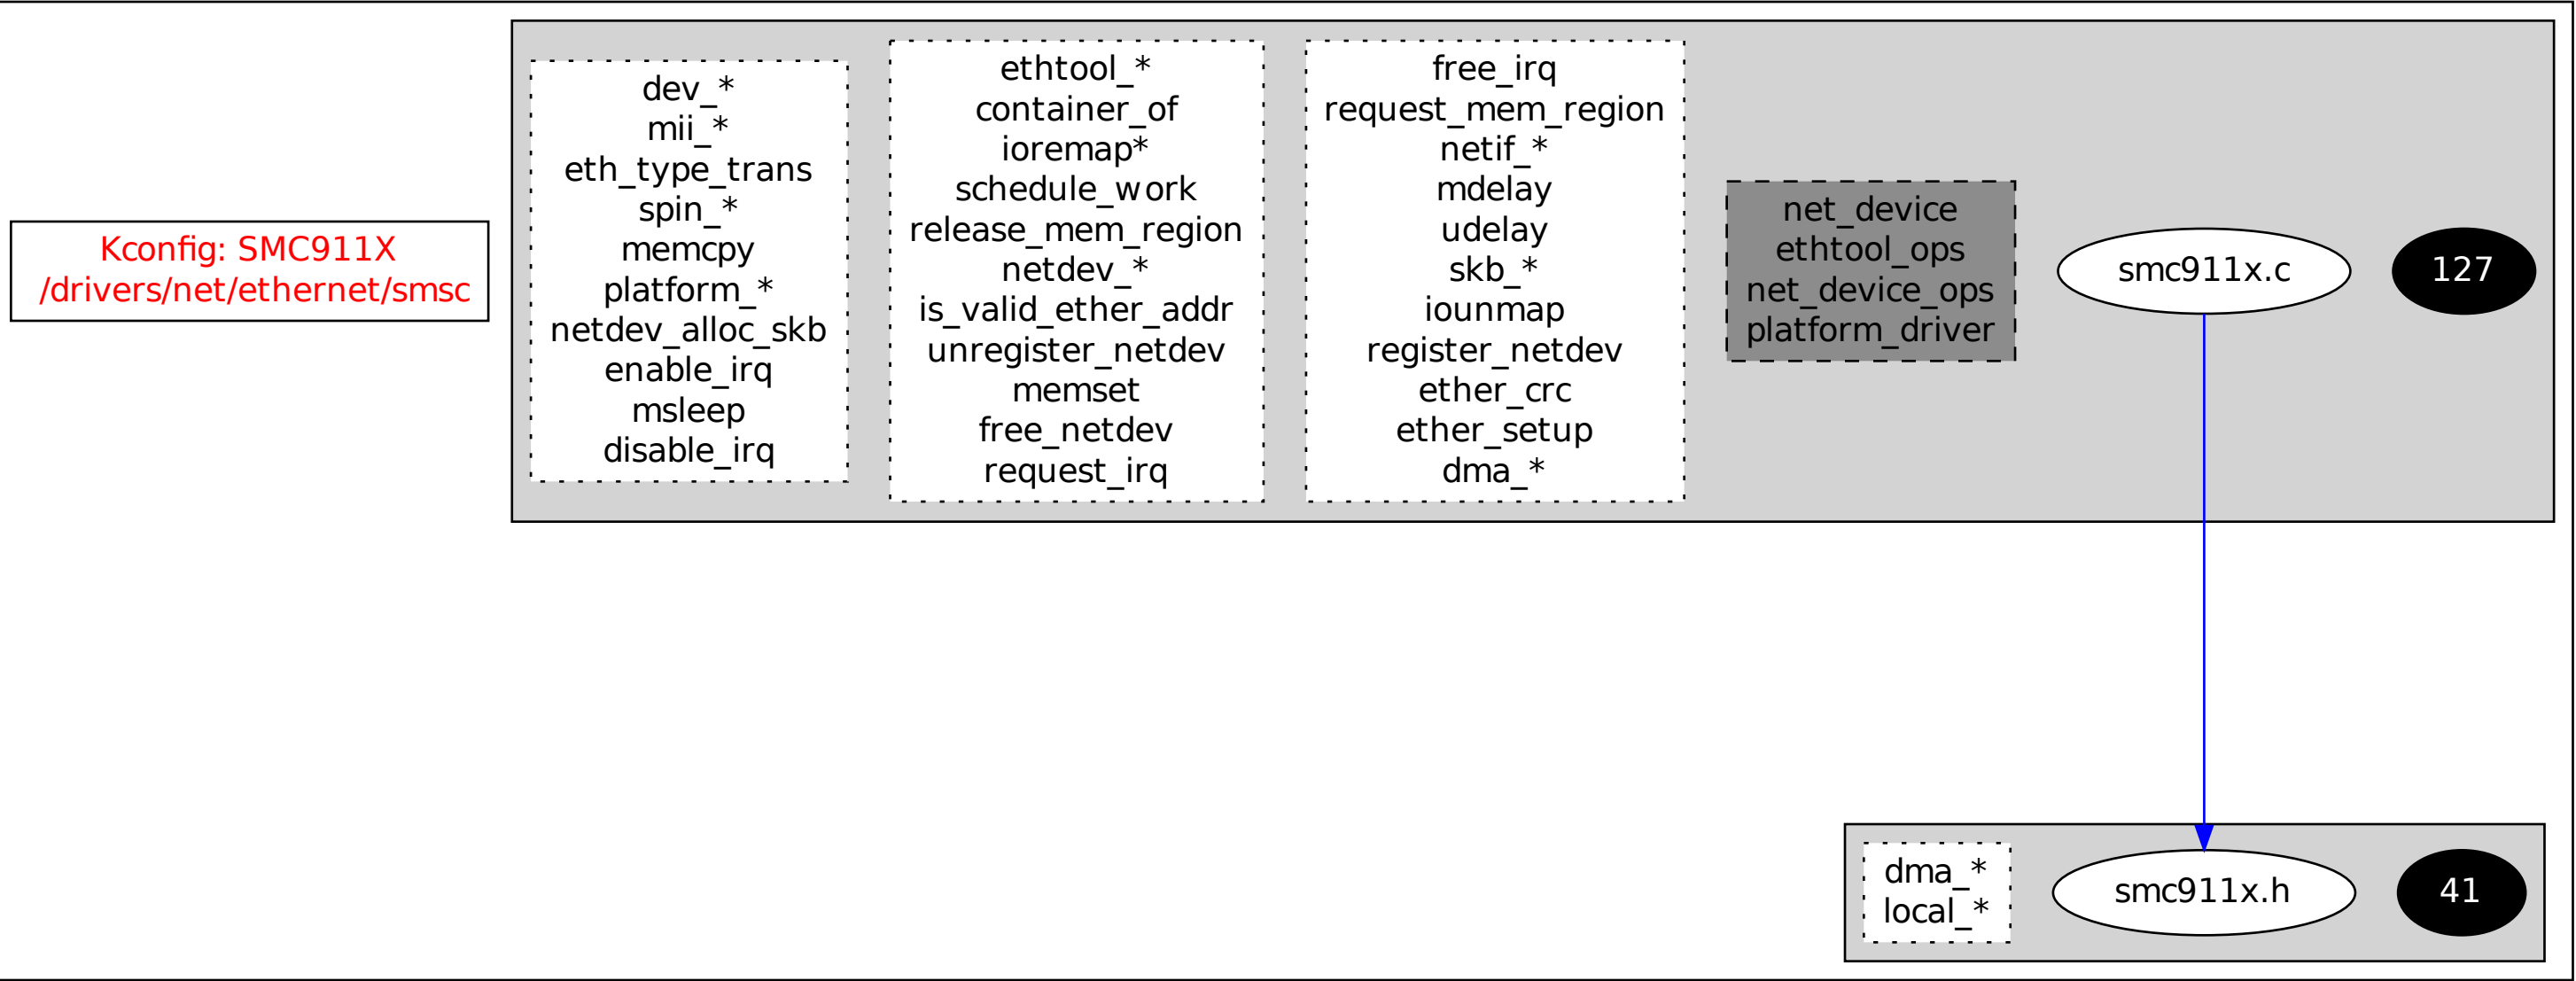 Kconfig: SMC911X
/drivers/net/ethernet/smsc
dev_*
mii_*
eth_type_trans
spin_*
memcpy
platform_*
netdev_alloc_skb
enable_irq
msleep
disable_irq
ethtool_*
container_of
ioremap*
schedule_work
release_mem_region
netdev_*
is_valid_ether_addr
unregister_netdev
memset
free_netdev
request_irq
free_irq
request_mem_region
netif_*
mdelay
udelay
skb_*
iounmap
register_netdev
ether_crc
ether_setup
dma_*
net_device
ethtool_ops
net_device_ops
platform_driver
smc911x.c
127
dma_*
local_*
smc911x.h
41